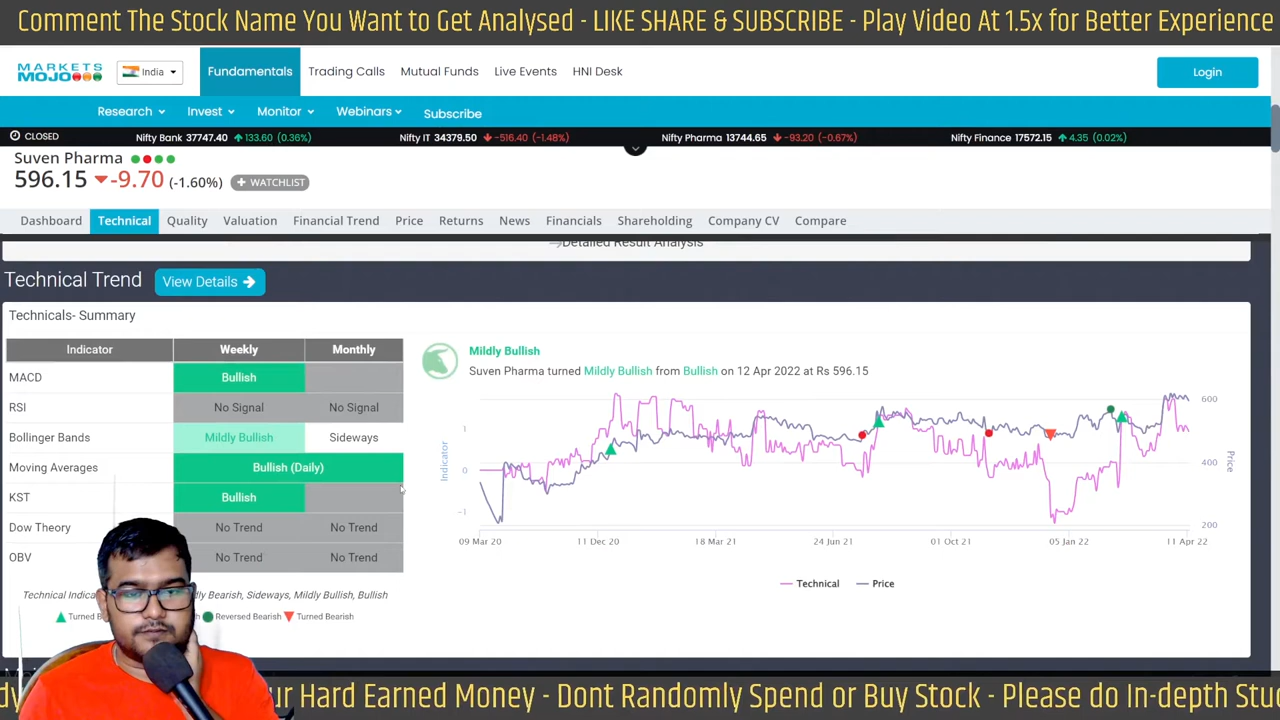 Comment The Stock Name You Want to Get Analysed - LIKE SHARE & SUBSCRIBE - Play Video At 1.5x for Better Experience
MARKETS MOJO
India
Fundamentals Trading Calls Mutual Funds Live Events HNI Desk
Login
Research Invest Monitor Webinars Subscribe
CLOSED Nifty Bank 37747.40 133.60 (0.36%) Nifty IT 34379.50 -516.40 (-1.48%) Nifty Pharma 13744.65 -93.20 (-0.67%) Nifty Finance 17572.15 4.35 (0.02%)
Suven Pharma
596.15 -9.70 (-1.60%) + WATCHLIST
Dashboard Technical Quality Valuation Financial Trend Price Returns News Financials Shareholding Company CV Compare
Detailed Result Analysis
Technical Trend View Details
Technicals- Summary
Indicator Weekly Monthly
MACD Bullish
RSI No Signal No Signal
Bollinger Bands Mildly Bullish Sideways
Moving Averages Bullish (Daily)
KST Bullish
Dow Theory No Trend No Trend
OBV No Trend No Trend
Technical Bearish, Sideways, Mildly Bullish, Bullish
Turned Reversed Bearish Turned Bearish
Mildly Bullish
Suven Pharma turned Mildly Bullish from Bullish on 12 Apr 2022 at Rs 596.15
Indicator
1
0
-1
600
400
200
Price
09 Mar 20 11 Dec 20 18 Mar 21 24 Jun 21 01 Oct 21 05 Jan 22 11 Apr 22
Technical Price
Hard Earned Money - Dont Randomly Spend or Buy Stock - Please do In-depth